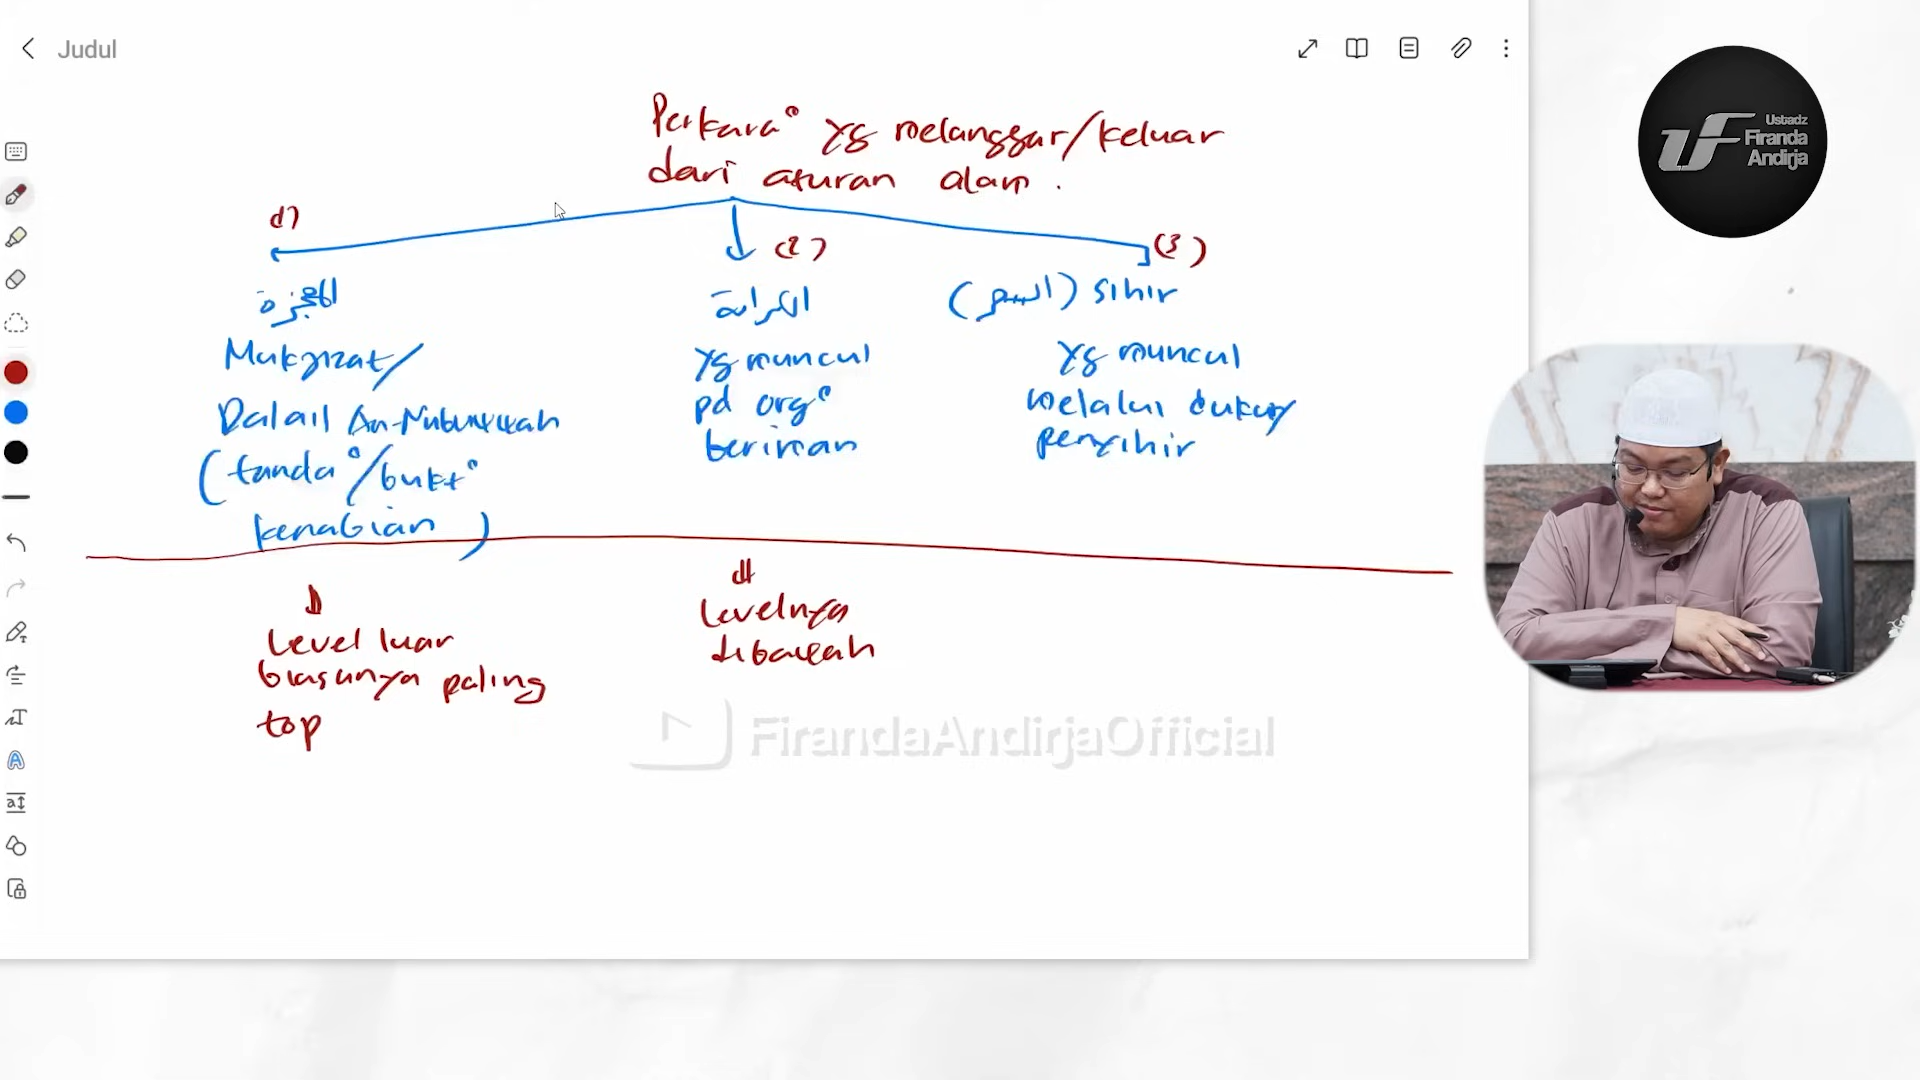 Judul
Ustadz
Firanda
Andirja
Perkara° yg melanggar/keluar
dari aturan alam.
(1)
المعجزة
Mukjizat/
Dalail An-Nubuwwah
(tanda°/bukti°
kenabian)
(2)
الكرامة
yg muncul
pd org°
beriman
(3)
(السحر) sihir
yg muncul
melalui dukun/
penyihir
Level luar
biasanya paling
top
Levelnya
dibawah
FirandaAndirjaOfficial